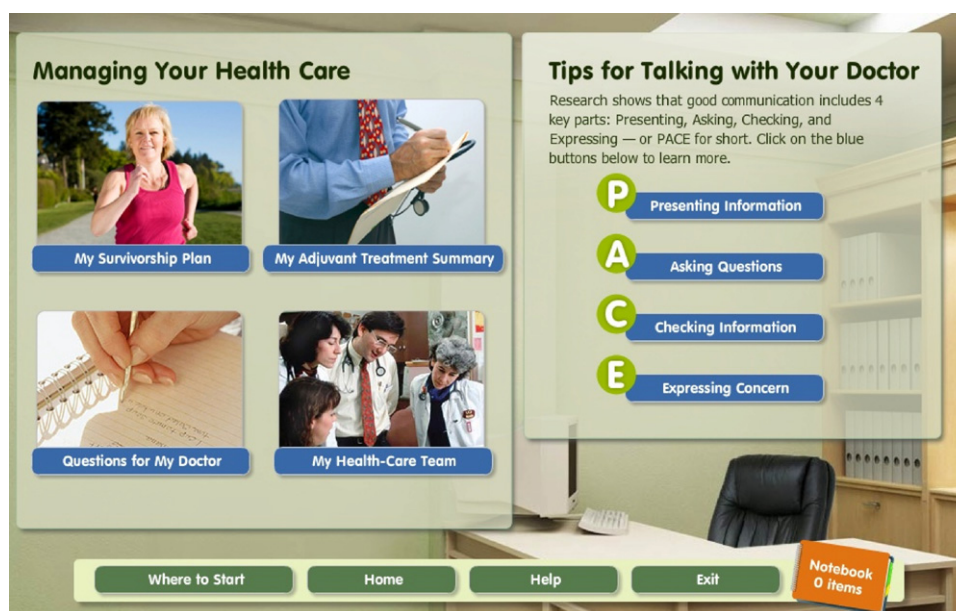 Managing Your Health Care
My Survivorship Plan
My Adjuvant Treatment Summary
Questions for My Doctor
My Health-Care Team
Tips for Talking with Your Doctor
Research shows that good communication includes 4
key parts: Presenting, Asking, Checking, and
Expressing — or PACE for short. Click on the blue
buttons below to learn more.
P Presenting Information
A Asking Questions
C Checking Information
E Expressing Concern
Where to Start
Home
Help
Exit
Notebook
0 items